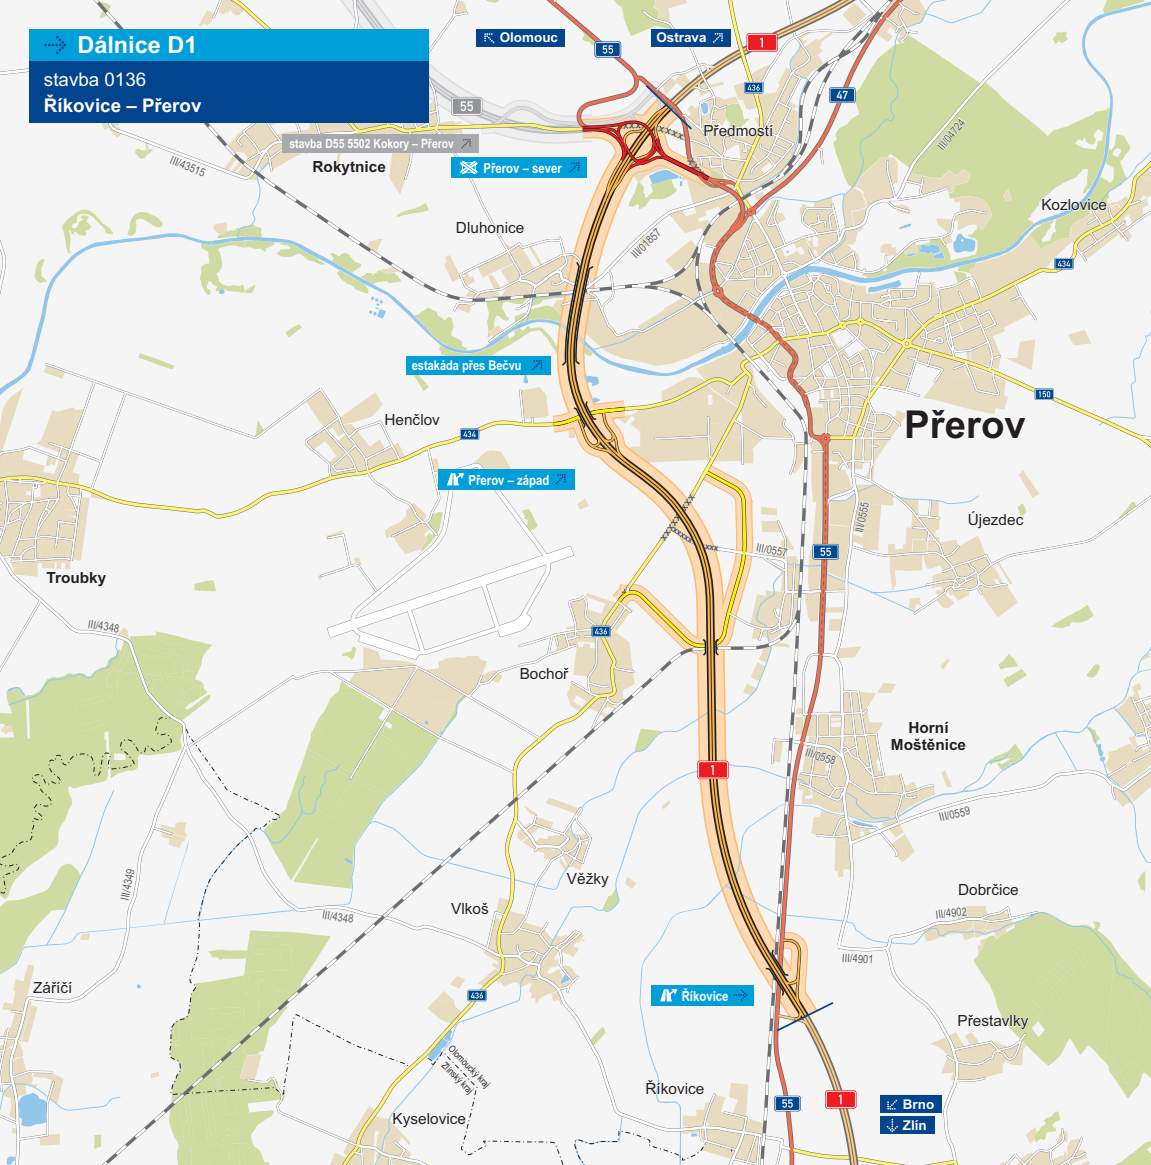 Dálnice D1
stavba 0136
Říkovice – Přerov
Olomouc
Ostrava
1
55
55
436
47
stavba D55 5502 Kokory – Přerov
Předmostí
III/04724
III/43515
Rokytnice
Přerov – sever
Kozlovice
Dluhonice
III/01857
434
estakáda přes Bečvu
150
Henčlov
434
Přerov
Přerov – západ
III/0555
Újezdec
III/0557
55
Troubky
III/4348
436
Bochoř
Horní
Moštěnice
III/0558
1
III/0559
Věžky
III/4349
Dobrčice
Vlkoš
III/4348
III/4902
III/4901
Záříčí
436
Říkovice
Přestavlky
Olomoucký kraj
Zlínský kraj
Říkovice
Kyselovice
55
1
Brno
Zlín